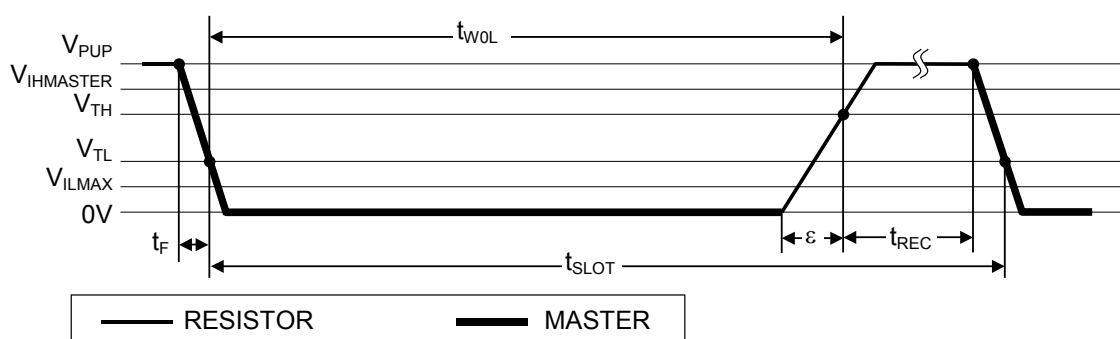 tW0L
VPUP
VIHMASTER
VTH
VTL
VILMAX
0V
tF
ε
tREC
tSLOT
RESISTOR
MASTER